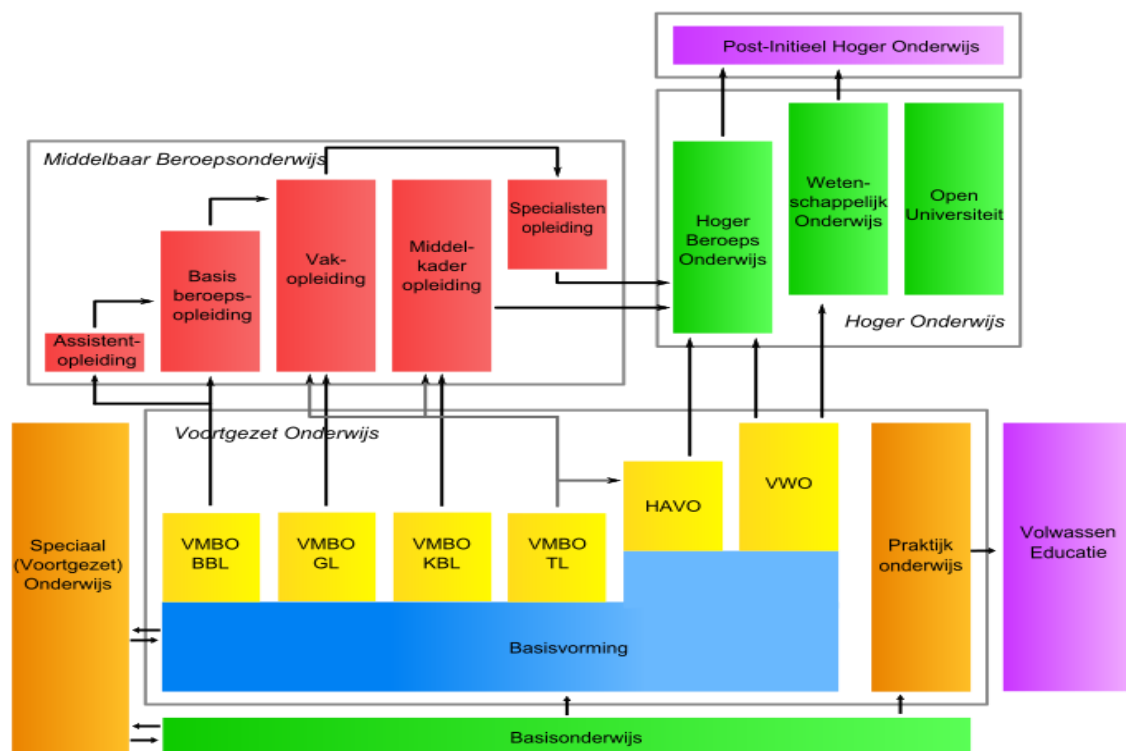 Post-Initieel Hoger Onderwijs
Middelbaar Beroepsonderwijs
Assistent-
opleiding
Basis
beroeps-
opleiding
Vak-
opleiding
Middel-
kader
opleiding
Specialisten
opleiding
Hoger
Beroeps
Onderwijs
Weten-
schappelijk
Onderwijs
Open
Universiteit
Hoger Onderwijs
Voortgezet Onderwijs
Speciaal
(Voortgezet)
Onderwijs
VMBO
BBL
VMBO
GL
VMBO
KBL
VMBO
TL
HAVO
VWO
Praktijk
onderwijs
Volwassen
Educatie
Basisvorming
Basisonderwijs